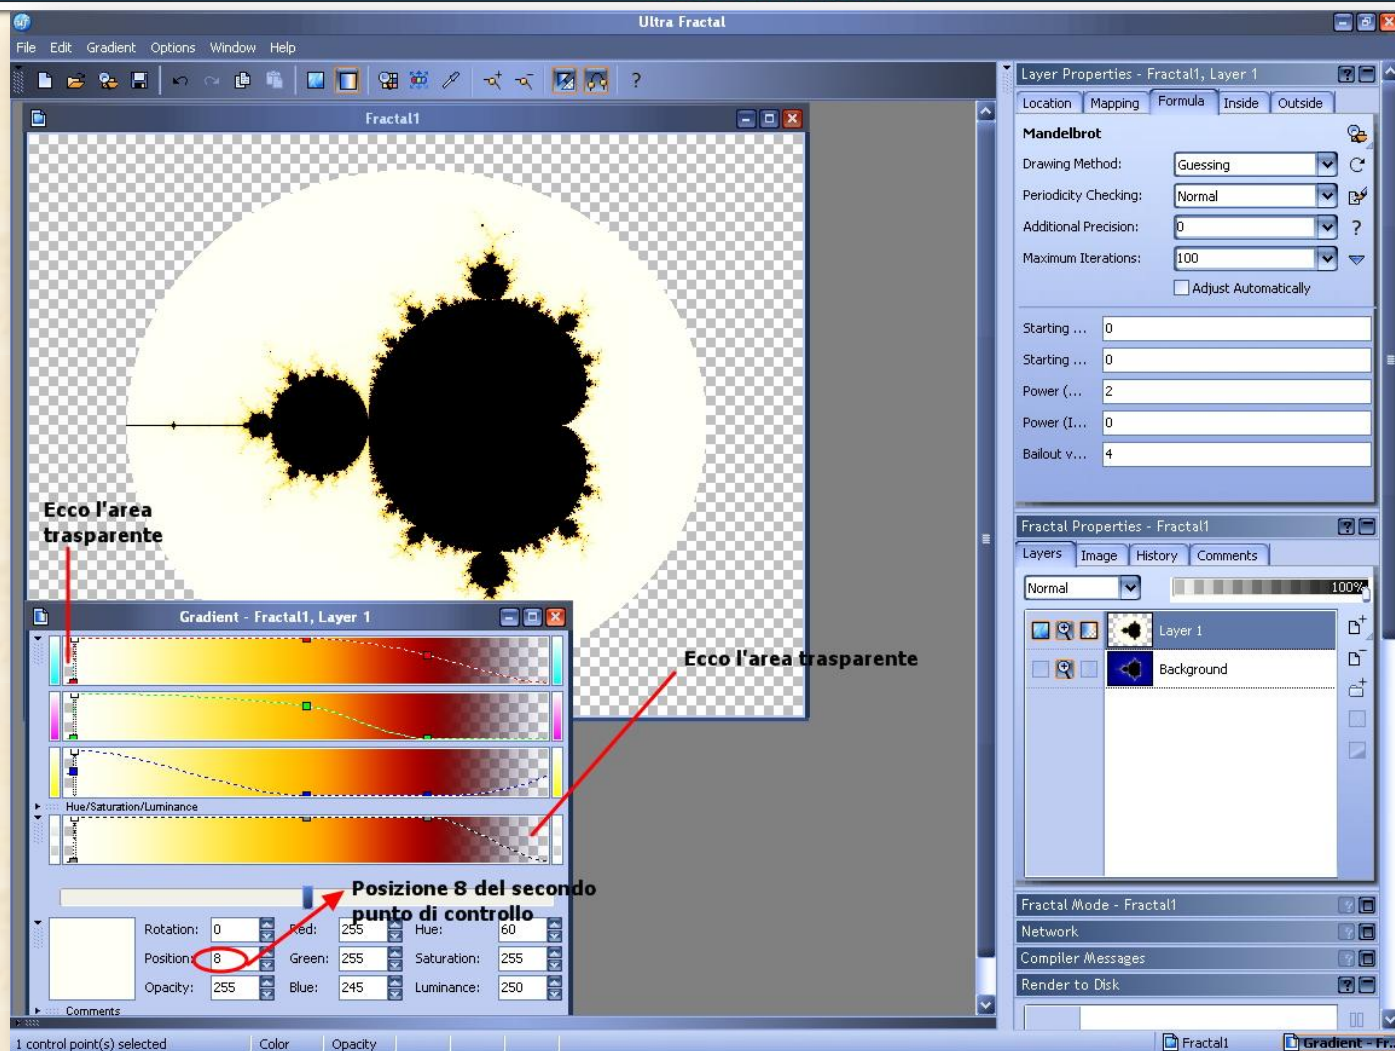 Ultra Fractal
File Edit Gradient Options Window Help
Fractal1
Ecco l'area
trasparente
Gradient - Fractal1, Layer 1
Ecco l'area trasparente
Hue/Saturation/Luminance
Posizione 8 del secondo
punto di controllo
Rotation: 0 Red: 255 Hue: 60
Position: 8 Green: 255 Saturation: 255
Opacity: 255 Blue: 245 Luminance: 250
Comments
1 control point(s) selected Color Opacity
Layer Properties - Fractal1, Layer 1
Location Mapping Formula Inside Outside
Mandelbrot
Drawing Method: Guessing
Periodicity Checking: Normal
Additional Precision: 0
Maximum Iterations: 100
Adjust Automatically
Starting ... 0
Starting ... 0
Power (... 2
Power (I... 0
Bailout v... 4
Fractal Properties - Fractal1
Layers Image History Comments
Normal 100%
Layer 1
Background
Fractal Mode - Fractal1
Network
Compiler Messages
Render to Disk
Fractal1 Gradient - Fr...